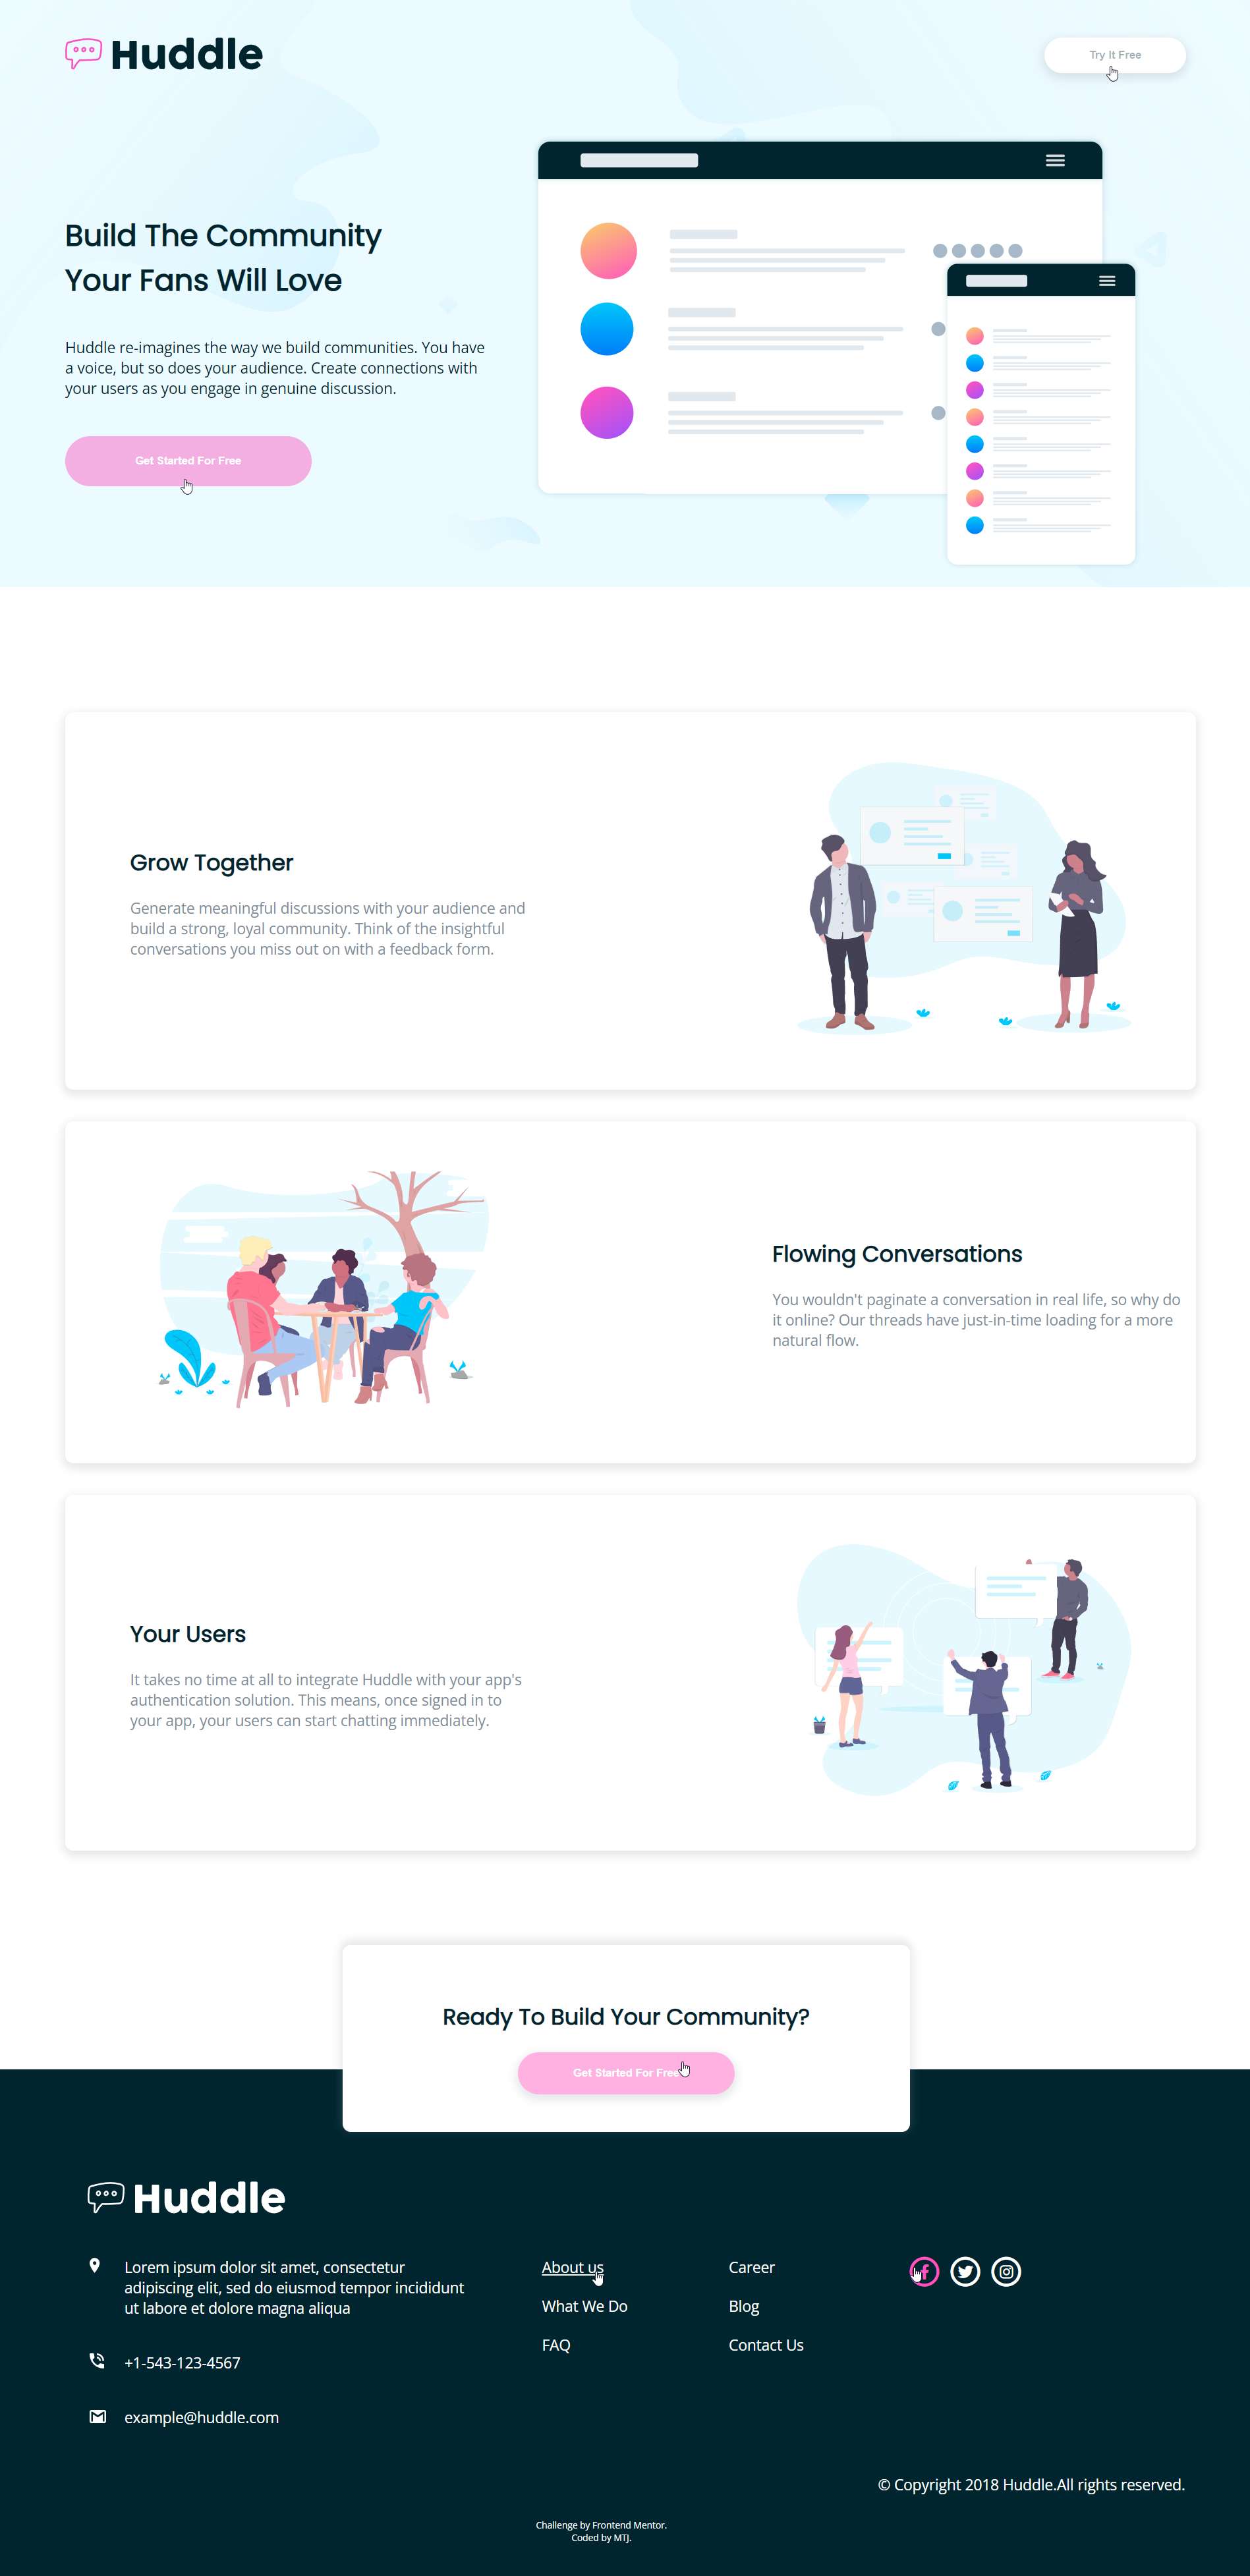 Huddle
Try It Free
Build The Community
Your Fans Will Love
Huddle re-imagines the way we build communities. You have
a voice, but so does your audience. Create connections with
your users as you engage in genuine discussion.
Get Started For Free
Grow Together
Generate meaningful discussions with your audience and
build a strong, loyal community. Think of the insightful
conversations you miss out on with a feedback form.
Flowing Conversations
You wouldn't paginate a conversation in real life, so why do
it online? Our threads have just-in-time loading for a more
natural flow.
Your Users
It takes no time at all to integrate Huddle with your app's
authentication solution. This means, once signed in to
your app, your users can start chatting immediately.
Ready To Build Your Community?
Get Started For Free
Huddle
Lorem ipsum dolor sit amet, consectetur
adipiscing elit, sed do eiusmod tempor incididunt
ut labore et dolore magna aliqua
+1-543-123-4567
example@huddle.com
About us
What We Do
FAQ
Career
Blog
Contact Us
© Copyright 2018 Huddle.All rights reserved.
Challenge by Frontend Mentor.
Coded by MTJ.